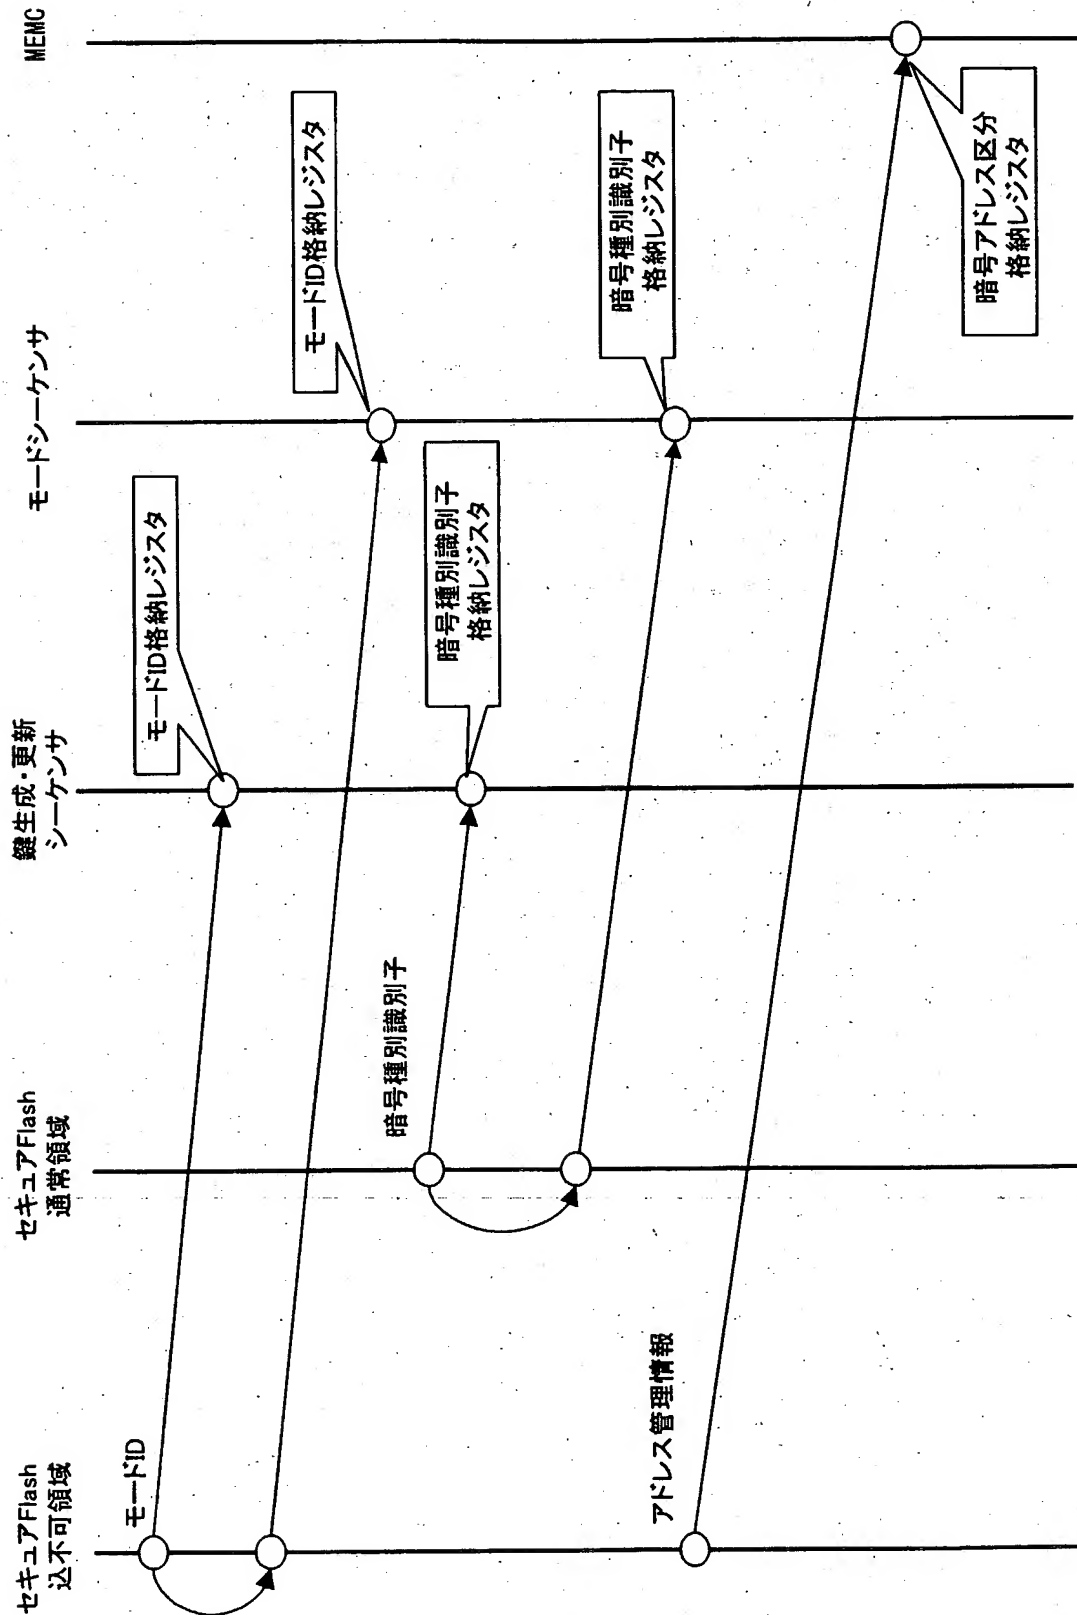 セキュアFlash
込不可領域
セキュアFlash
通常領域
鍵生成・更新
シーケンサ
モードシーケンサ
MEMC
モードID
モードID格納レジスタ
モードID格納レジスタ
暗号種別識別子
暗号種別識別子
格納レジスタ
暗号種別識別子
格納レジスタ
アドレス管理情報
暗号アドレス区分
格納レジスタ